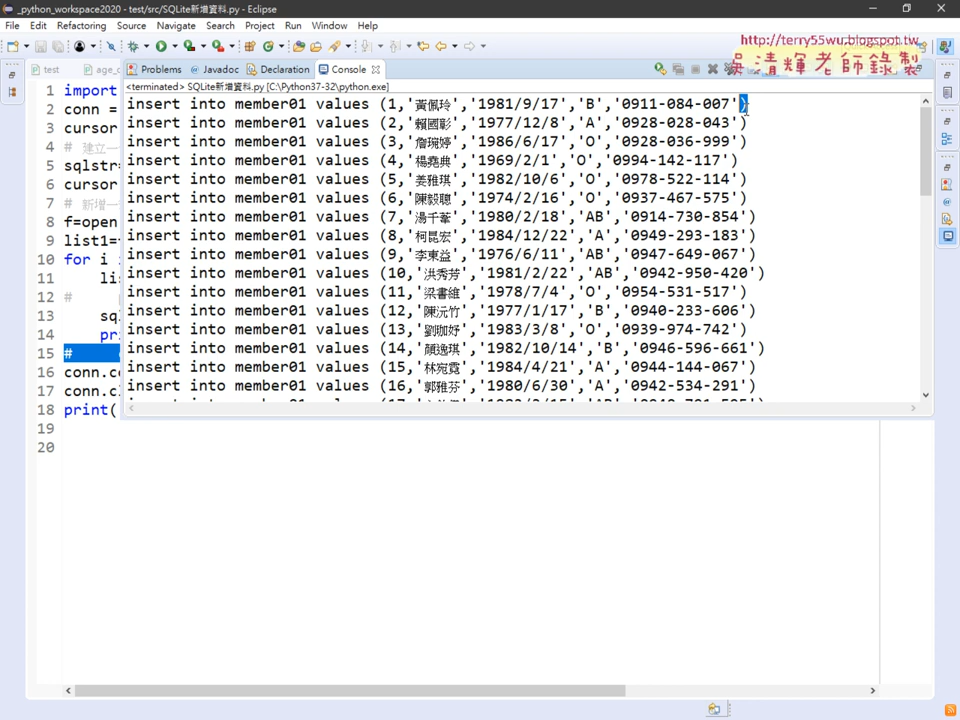 _python_workspace2020 - test/src/SQLite新增資料.py - Eclipse
File Edit Refactoring Source Navigate Search Project Run Window Help
http://terry55wu.blogspot.tw
吳清輝老師錄製
test
age_c
Problems
Javadoc
Declaration
Console
<terminated> SQLite新增資料.py [C:\Python37-32\python.exe]
1 import
2 conn =
3 cursor
4 # 建立一
5 sqlstr=
6 cursor
7 # 新增一
8 f=open
9 list1=
10 for i
11 lis
12 #
13 sq
14 pr
15 #
16 conn.co
17 conn.c
18 print(
19
20
insert into member01 values (1,'黃佩玲','1981/9/17','B','0911-084-007')
insert into member01 values (2,'賴國彰','1977/12/8','A','0928-028-043')
insert into member01 values (3,'詹琬婷','1986/6/17','O','0928-036-999')
insert into member01 values (4,'楊堯典','1969/2/1','O','0994-142-117')
insert into member01 values (5,'姜雅琪','1982/10/6','O','0978-522-114')
insert into member01 values (6,'陳毅聰','1974/2/16','O','0937-467-575')
insert into member01 values (7,'湯千葦','1980/2/18','AB','0914-730-854')
insert into member01 values (8,'柯昆宏','1984/12/22','A','0949-293-183')
insert into member01 values (9,'李東益','1976/6/11','AB','0947-649-067')
insert into member01 values (10,'洪秀芳','1981/2/22','AB','0942-950-420')
insert into member01 values (11,'梁書維','1978/7/4','O','0954-531-517')
insert into member01 values (12,'陳沅竹','1977/1/17','B','0940-233-606')
insert into member01 values (13,'劉珈妤','1983/3/8','O','0939-974-742')
insert into member01 values (14,'顏逸琪','1982/10/14','B','0946-596-661')
insert into member01 values (15,'林宛霓','1984/4/21','A','0944-144-067')
insert into member01 values (16,'郭雅芬','1980/6/30','A','0942-534-291')